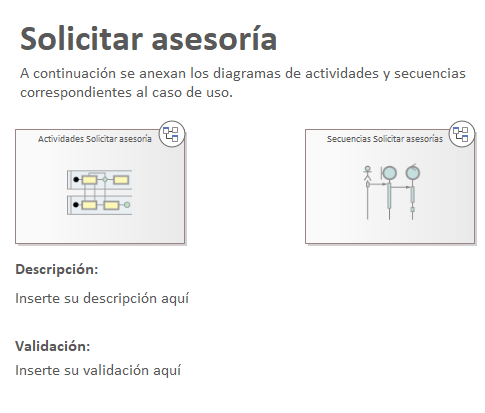 Solicitar asesoría
A continuación se anexan los diagramas de actividades y secuencias
correspondientes al caso de uso.
Actividades Solicitar asesoría
Secuencias Solicitar asesorías
Descripción:
Inserte su descripción aquí
Validación:
Inserte su validación aquí